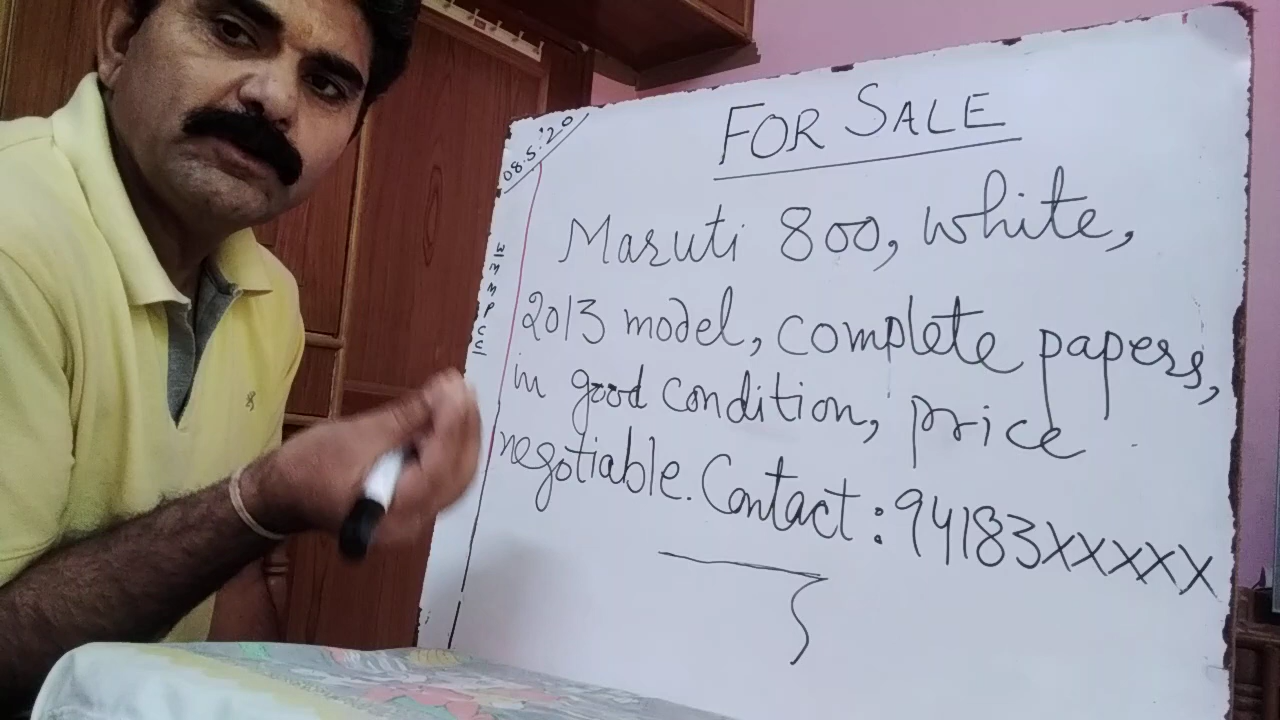 08.5.'20
FOR SALE
WMMPCC
Maruti 800, white,
2013 model, complete papers,
in good condition, price
negotiable. Contact : 94183XXXXX